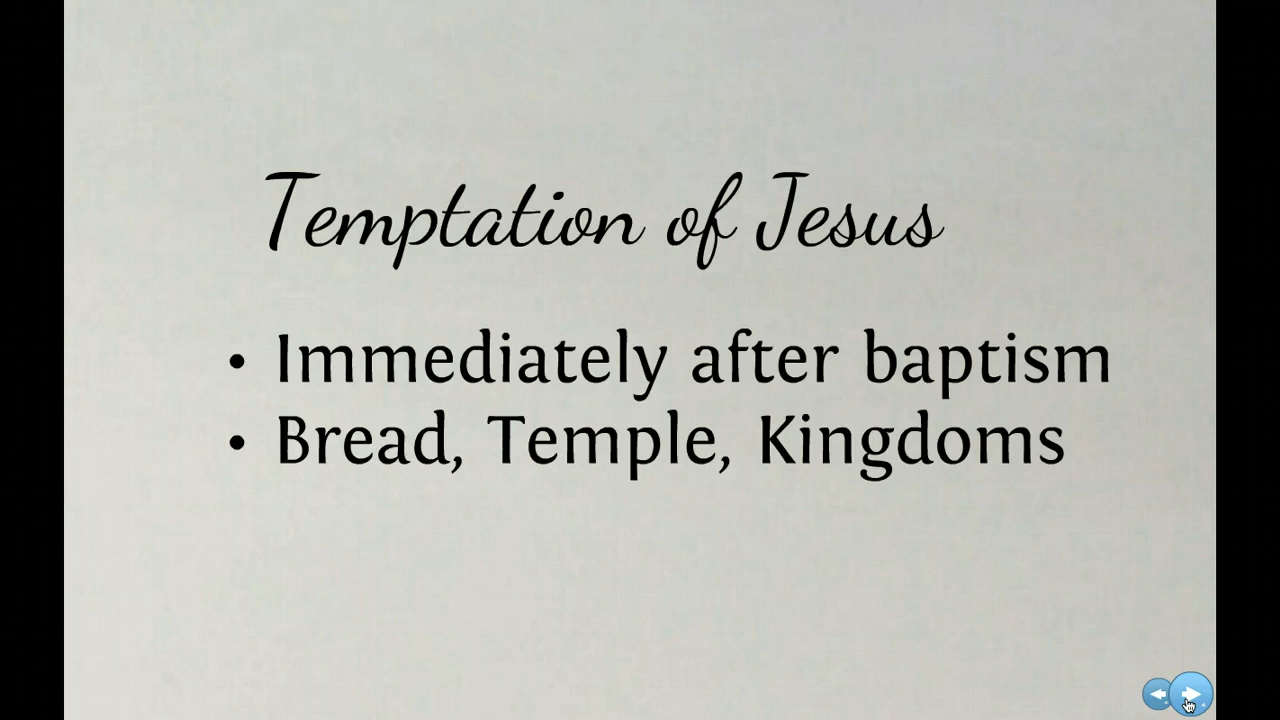 Temptation of Jesus
• Immediately after baptism
• Bread, Temple, Kingdoms